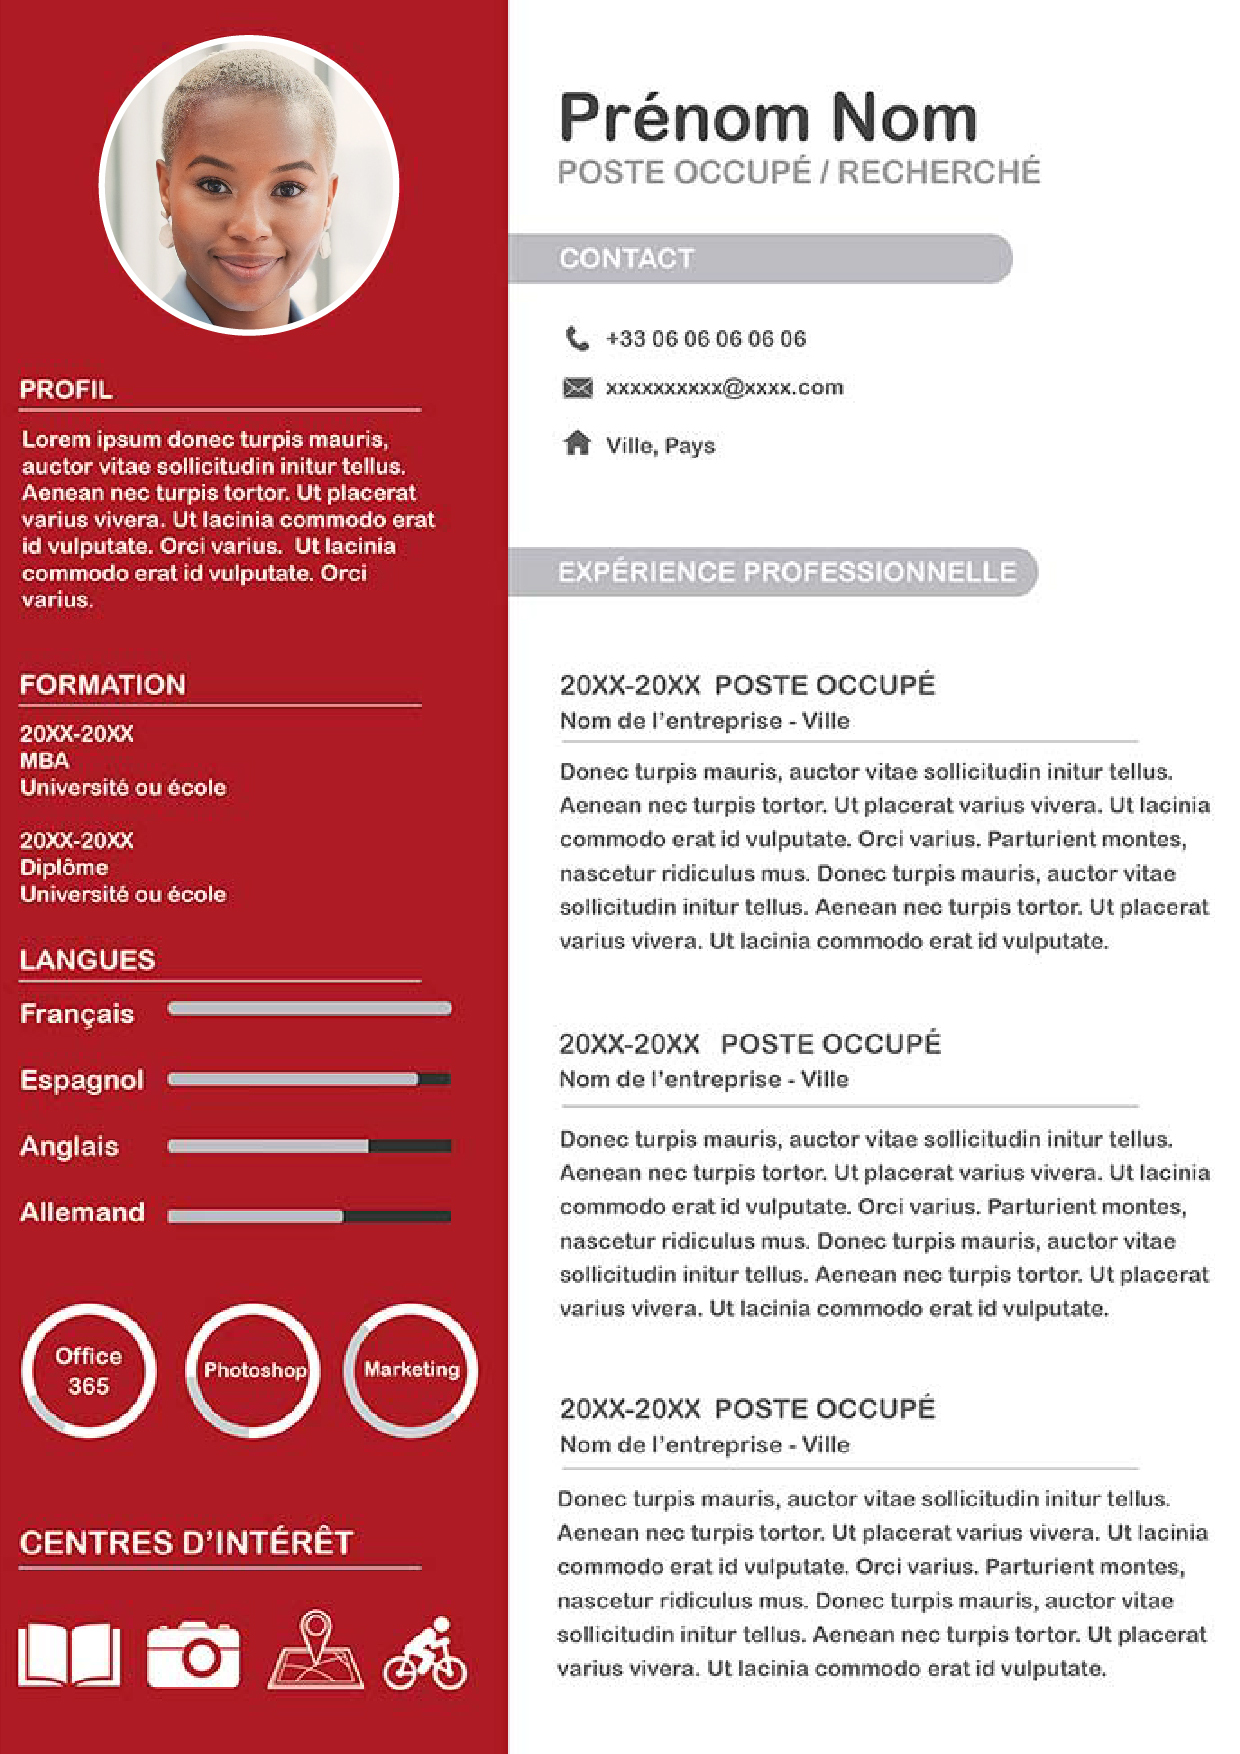 Prénom Nom
POSTE OCCUPÉ / RECHERCHÉ
CONTACT
+33 06 06 06 06 06
xxxxxxxxxx@xxxx.com
Ville, Pays
PROFIL
Lorem ipsum donec turpis mauris,
auctor vitae sollicitudin initur tellus.
Aenean nec turpis tortor. Ut placerat
varius vivera. Ut lacinia commodo erat
id vulputate. Orci varius.  Ut lacinia
commodo erat id vulputate. Orci
varius.
FORMATION
20XX-20XX
MBA
Université ou école
20XX-20XX
Diplôme
Université ou école
LANGUES
Français
Espagnol
Anglais
Allemand
Office
365
Photoshop
Marketing
CENTRES D’INTÉRÊT
EXPÉRIENCE PROFESSIONNELLE
20XX-20XX  POSTE OCCUPÉ
Nom de l’entreprise - Ville
Donec turpis mauris, auctor vitae sollicitudin initur tellus.
Aenean nec turpis tortor. Ut placerat varius vivera. Ut lacinia
commodo erat id vulputate. Orci varius. Parturient montes,
nascetur ridiculus mus. Donec turpis mauris, auctor vitae
sollicitudin initur tellus. Aenean nec turpis tortor. Ut placerat
varius vivera. Ut lacinia commodo erat id vulputate.
20XX-20XX   POSTE OCCUPÉ
Nom de l’entreprise - Ville
Donec turpis mauris, auctor vitae sollicitudin initur tellus.
Aenean nec turpis tortor. Ut placerat varius vivera. Ut lacinia
commodo erat id vulputate. Orci varius. Parturient montes,
nascetur ridiculus mus. Donec turpis mauris, auctor vitae
sollicitudin initur tellus. Aenean nec turpis tortor. Ut placerat
varius vivera. Ut lacinia commodo erat id vulputate.
20XX-20XX  POSTE OCCUPÉ
Nom de l’entreprise - Ville
Donec turpis mauris, auctor vitae sollicitudin initur tellus.
Aenean nec turpis tortor. Ut placerat varius vivera. Ut lacinia
commodo erat id vulputate. Orci varius. Parturient montes,
nascetur ridiculus mus. Donec turpis mauris, auctor vitae
sollicitudin initur tellus. Aenean nec turpis tortor. Ut placerat
varius vivera. Ut lacinia commodo erat id vulputate.